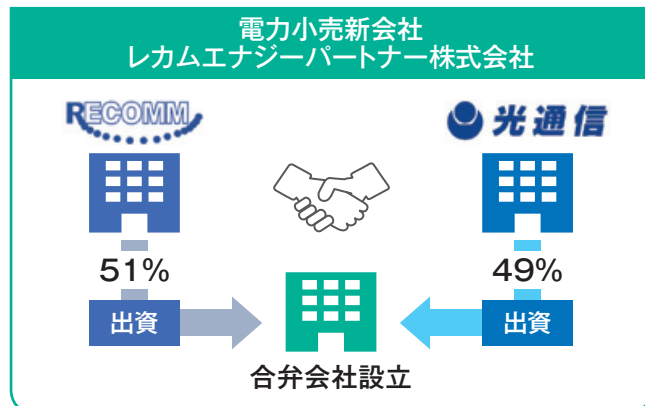 電力小売新会社
レカムエナジーパートナー株式会社
RECOMM
光通信
51%
49%
出資
出資
合弁会社設立